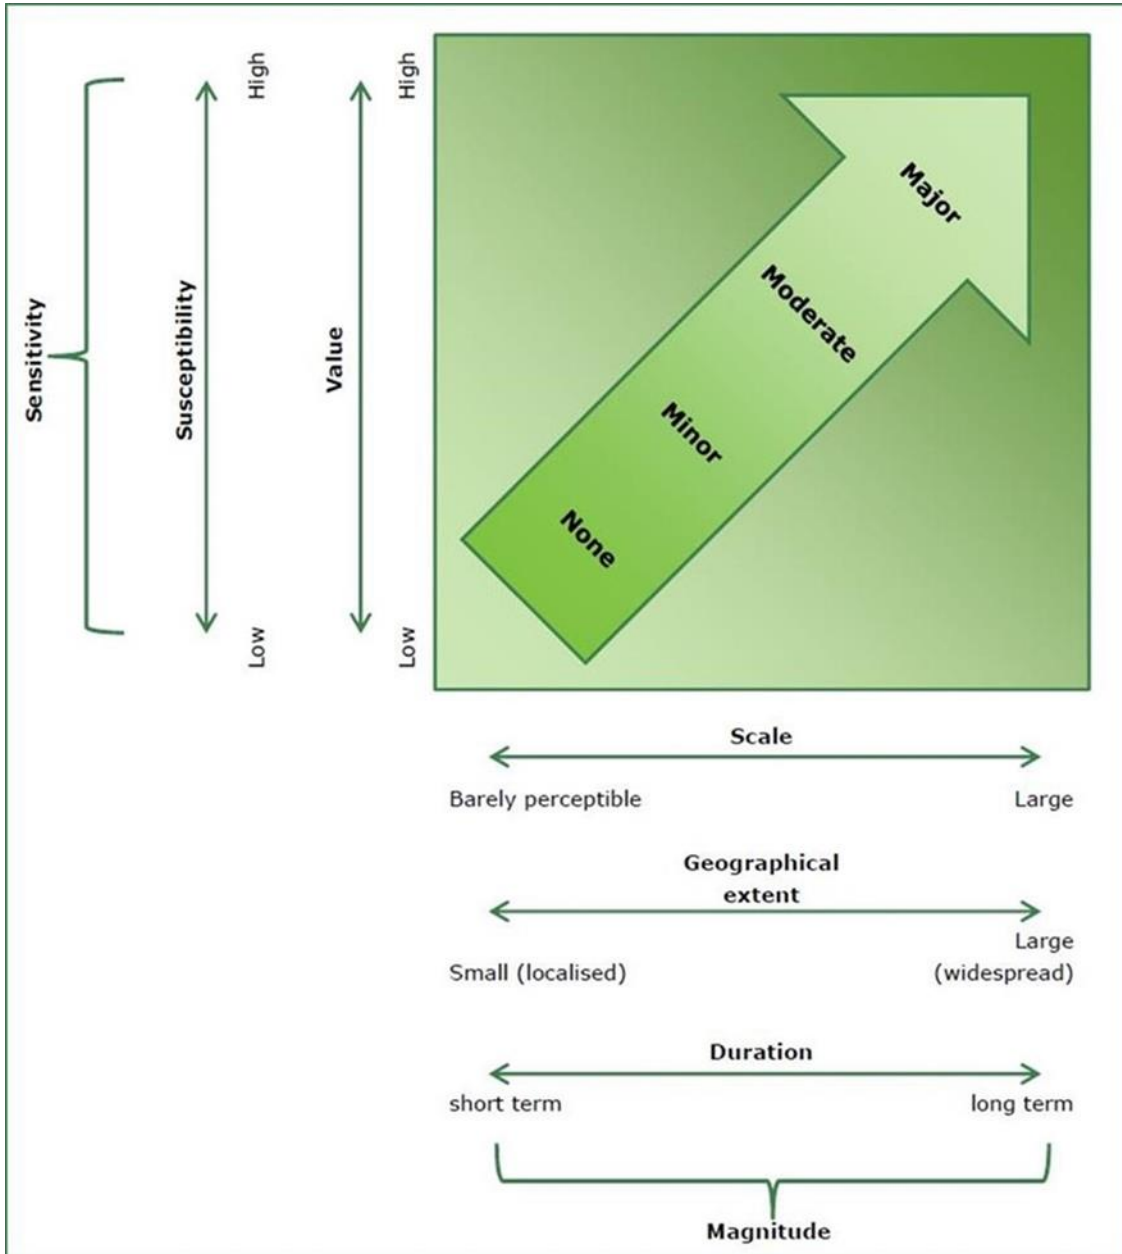 High
High
Major
Moderate
Minor
None
Sensitivity
Susceptibility
Value
Low
Low
Scale
Barely perceptible
Large
Geographical
extent
Large
Small (localised)
(widespread)
Duration
short term
long term
Magnitude